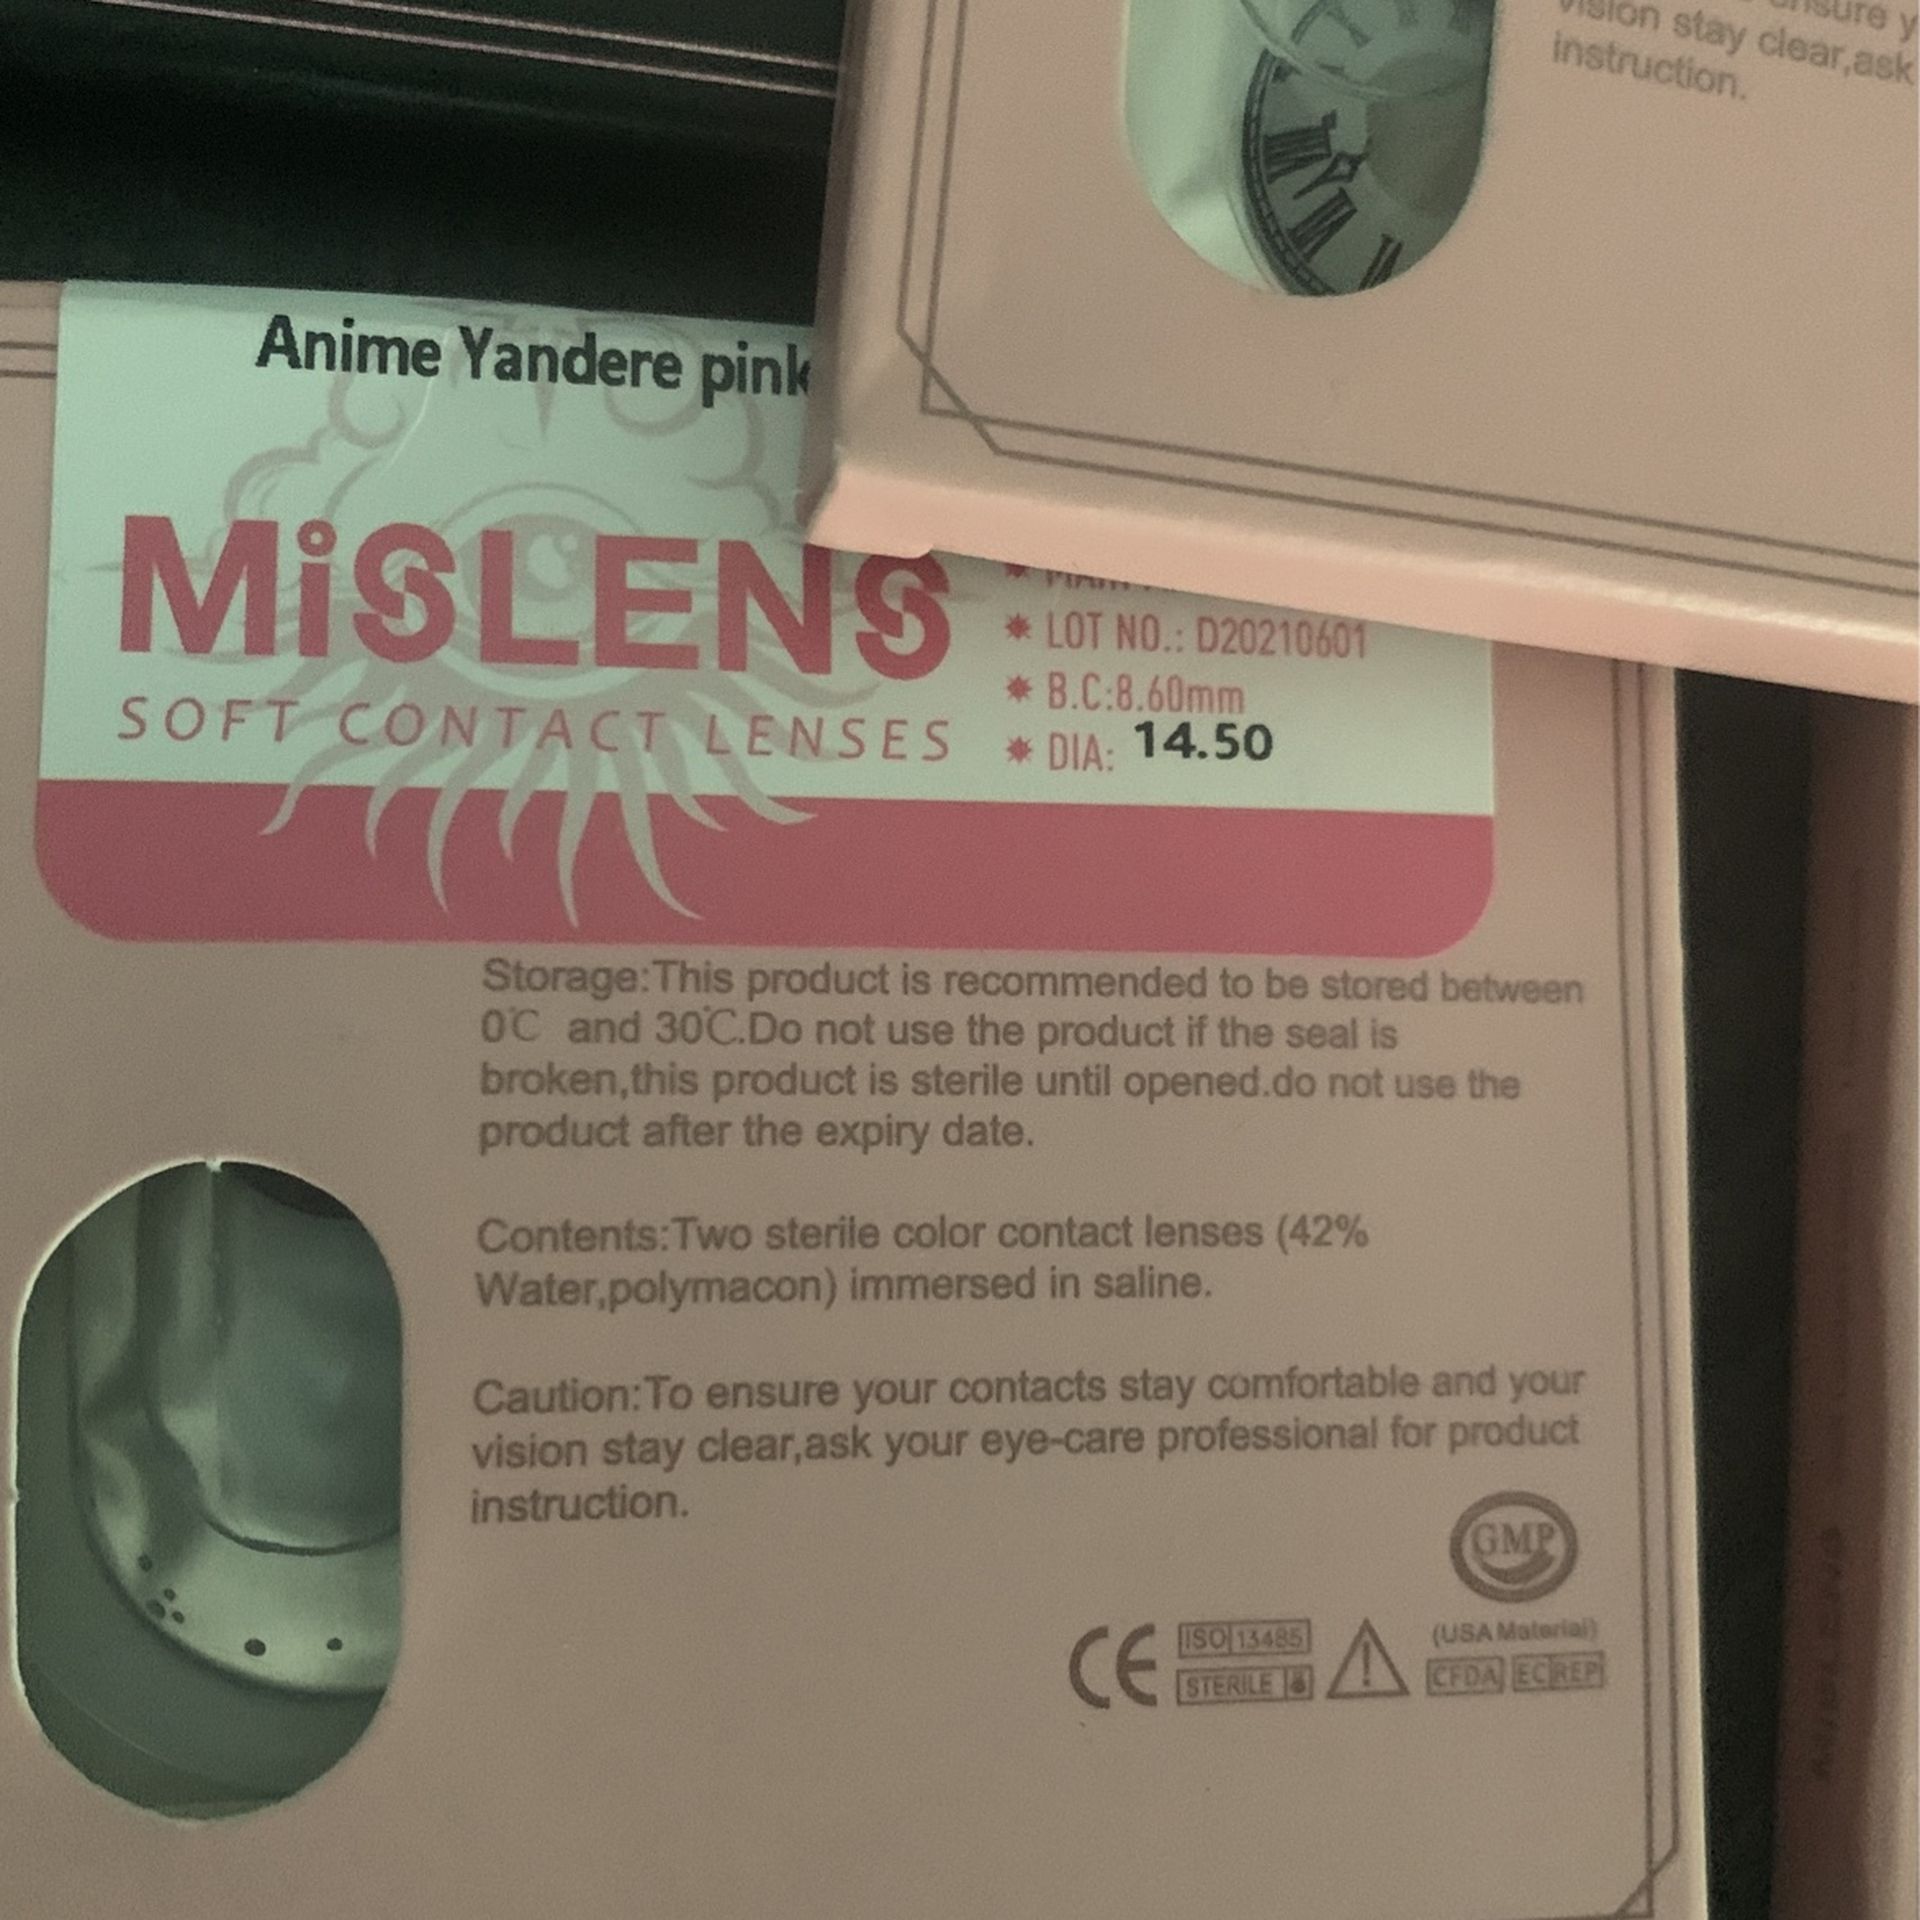 ensure y
vision stay clear,ask
instruction.
Anime Yandere pink
MiSLENS
SOFT CONTACT LENSES
LOT NO.: D20210601
B.C:8.60mm
DIA: 14.50
Storage:This product is recommended to be stored between
0℃ and 30℃.Do not use the product if the seal is
broken,this product is sterile until opened.do not use the
product after the expiry date.
Contents:Two sterile color contact lenses (42%
Water,polymacon) immersed in saline.
Caution:To ensure your contacts stay comfortable and your
vision stay clear,ask your eye-care professional for product
instruction.
GMP
CE ISO 13485 (USA Material)
STERILE CFDA EC REP